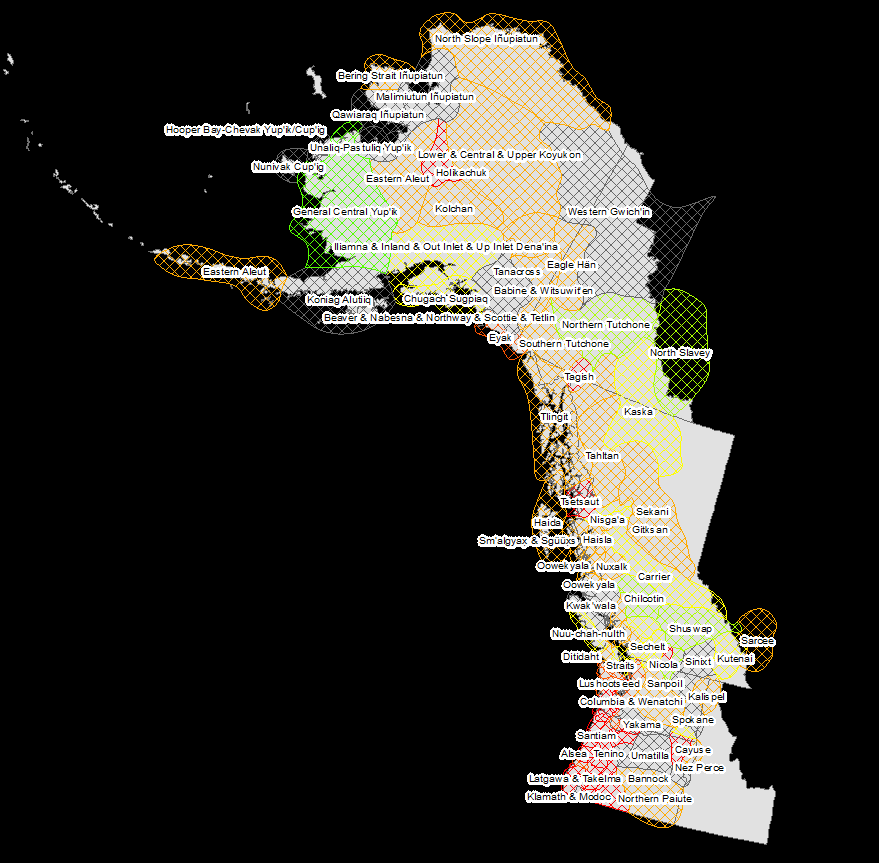 North Slope Iñupiatun
Bering Strait Iñupiatun
Malimiutun Iñupiatun
Qawiaraq Iñupiatun
Hooper Bay-Chevak Yup'ik/Cup'ig
Unaliq-Pastuliq Yup'ik
Lower & Central & Upper Koyukon
Nunivak Cup'ig
Holikachuk
Eastern Aleut
General Central Yup'ik
Kolchan
Western Gwich'in
Iliamna & Inland & Out Inlet & Up Inlet Dena'ina
Eagle Hän
Eastern Aleut
Tanacross
Babine & Witsuwit'en
Koniag Alutiiq
Chugach Sugpiaq
Beaver & Nabesna & Northway & Scottie & Tetlin
Northern Tutchone
Eyak
Southern Tutchone
North Slavey
Tagish
Kaska
Tlingit
Tahltan
Tsetsaut
Sekani
Haida
Nisga'a
Gitksan
Sm'algyax & Sgüüxs
Haisla
Oowekyala
Nuxalk
Carrier
Oowekyala
Chilcotin
Kwak'wala
Nuu-chah-nulth
Shuswap
Sarcee
Sechelt
Ditidaht
Straits
Nicola
Sinixt
Kutenai
Lushootseed
Sanpoil
Columbia & Wenatchi
Kalispel
Yakama
Spokane
Santiam
Alsea
Tenino
Umatilla
Cayuse
Nez Perce
Latgawa & Takelma
Bannock
Klamath & Modoc
Northern Paiute